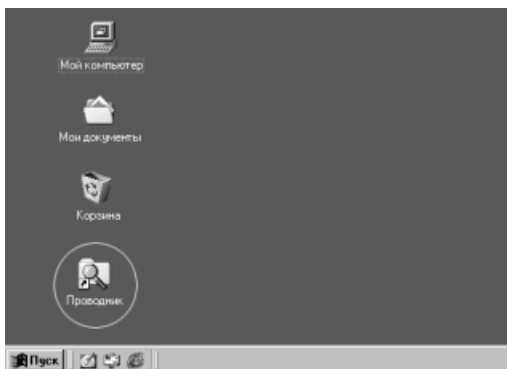 Мой компьютер
Мои документы
Корзина
Проводник
Пуск